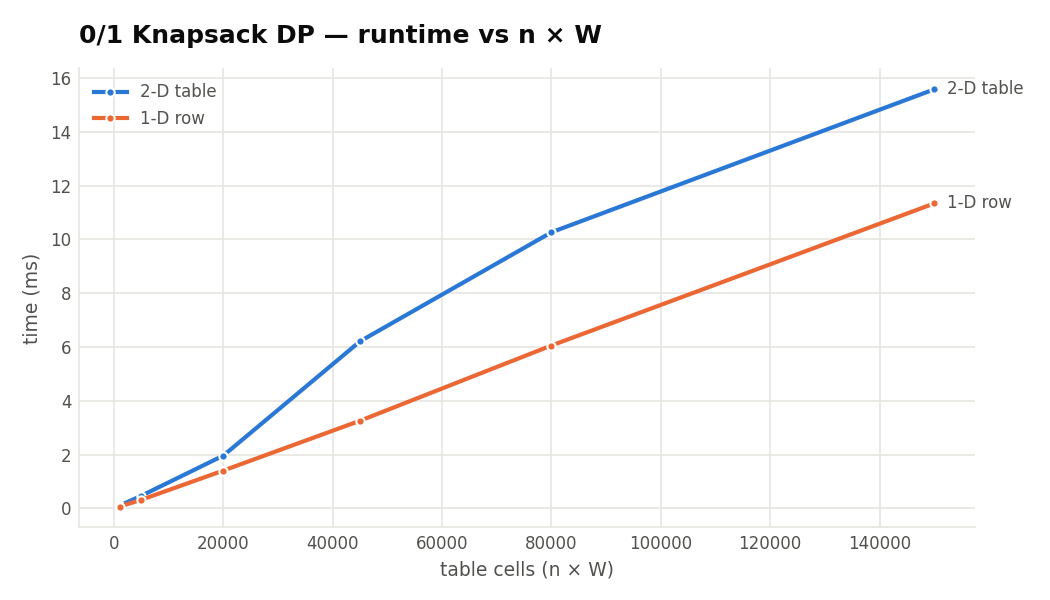 0/1 Knapsack DP — runtime vs n × W
16
14
12
10
8
6
4
2
0
time (ms)
2-D table
1-D row
2-D table
1-D row
0
20000
40000
60000
80000
100000
120000
140000
table cells (n × W)